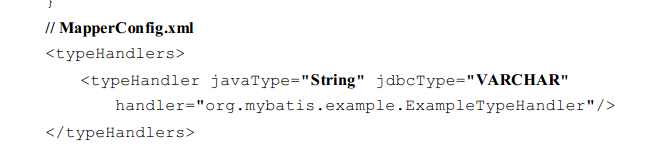 }
// MapperConfig.xml
<typeHandlers>
<typeHandler javaType="String" jdbcType="VARCHAR"
handler="org.mybatis.example.ExampleTypeHandler"/>
</typeHandlers>